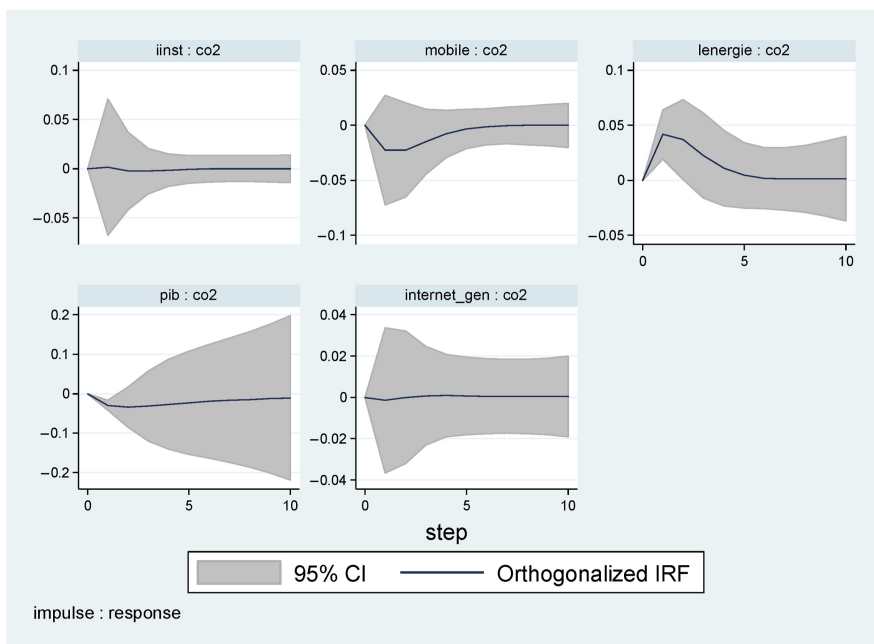 iinst : co2
0.1
0.05
0
−0.05
mobile : co2
0.05
0
−0.05
−0.1
lenergie : co2
0.1
0.05
0
−0.05
0 5 10
pib : co2
0.2
0.1
0
−0.1
−0.2
0 5 10
internet_gen : co2
0.04
0.02
0
−0.02
−0.04
0 5 10
step
95% CI Orthogonalized IRF
impulse : response